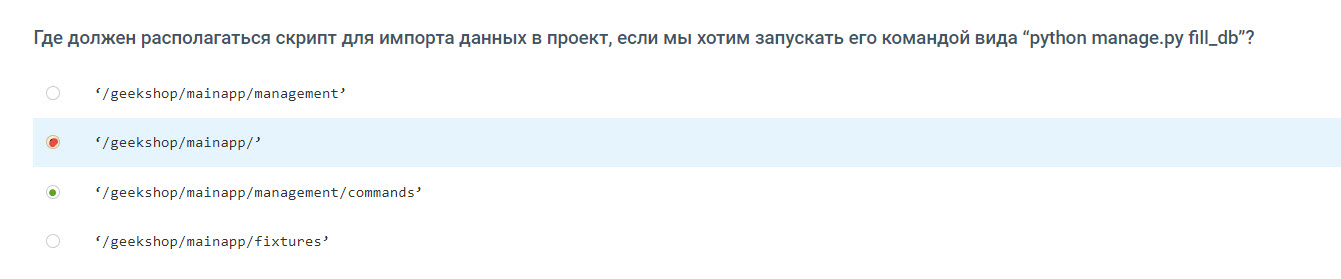 Где должен располагаться скрипт для импорта данных в проект, если мы хотим запускать его командой вида “python manage.py fill_db”?
‘/geekshop/mainapp/management’
‘/geekshop/mainapp/’
‘/geekshop/mainapp/management/commands’
‘/geekshop/mainapp/fixtures’